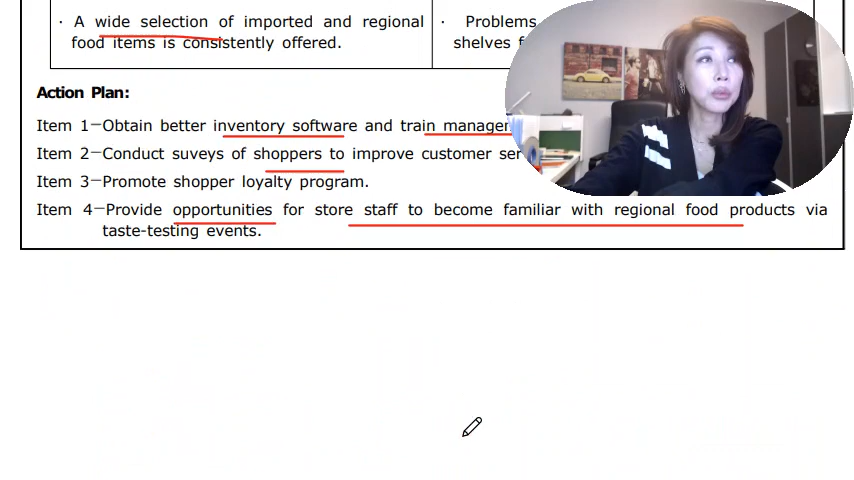 · A wide selection of imported and regional
food items is consistently offered.
· Problems
shelves
Action Plan:
Item 1–Obtain better inventory software and train
Item 2–Conduct suveys of shoppers to improve customer
Item 3–Promote shopper loyalty program.
Item 4–Provide opportunities for store staff to become familiar with regional food products via
taste-testing events.